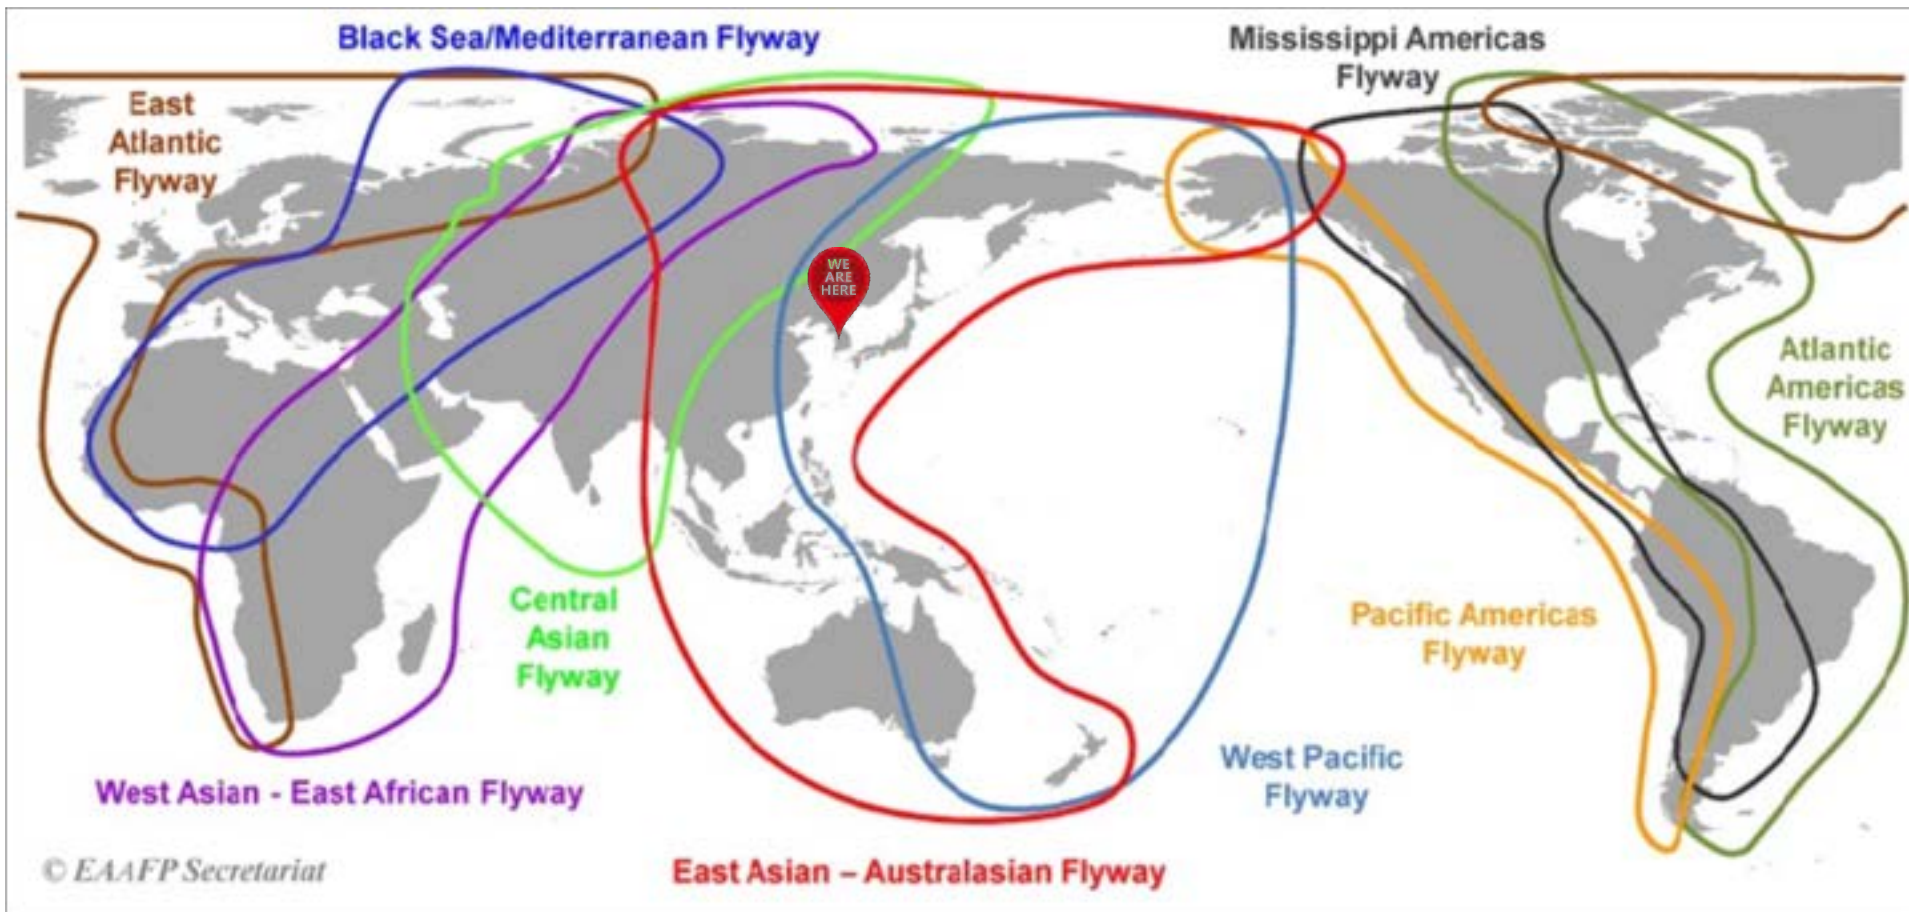 Black Sea/Mediterranean Flyway
Mississippi Americas
Flyway
East
Atlantic
Flyway
WE
ARE
HERE
Atlantic
Americas
Flyway
Central
Asian
Flyway
Pacific Americas
Flyway
West Pacific
Flyway
West Asian - East African Flyway
© EAAFP Secretariat
East Asian – Australasian Flyway